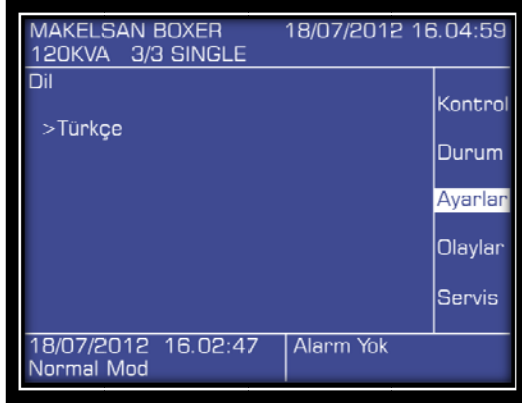 MAKELSAN BOXER 18/07/2012 16.04:59
120KVA 3/3 SINGLE
Dil
>Türkçe
Kontrol
Durum
Ayarlar
Olaylar
Servis
18/07/2012 16.02:47 Alarm Yok
Normal Mod